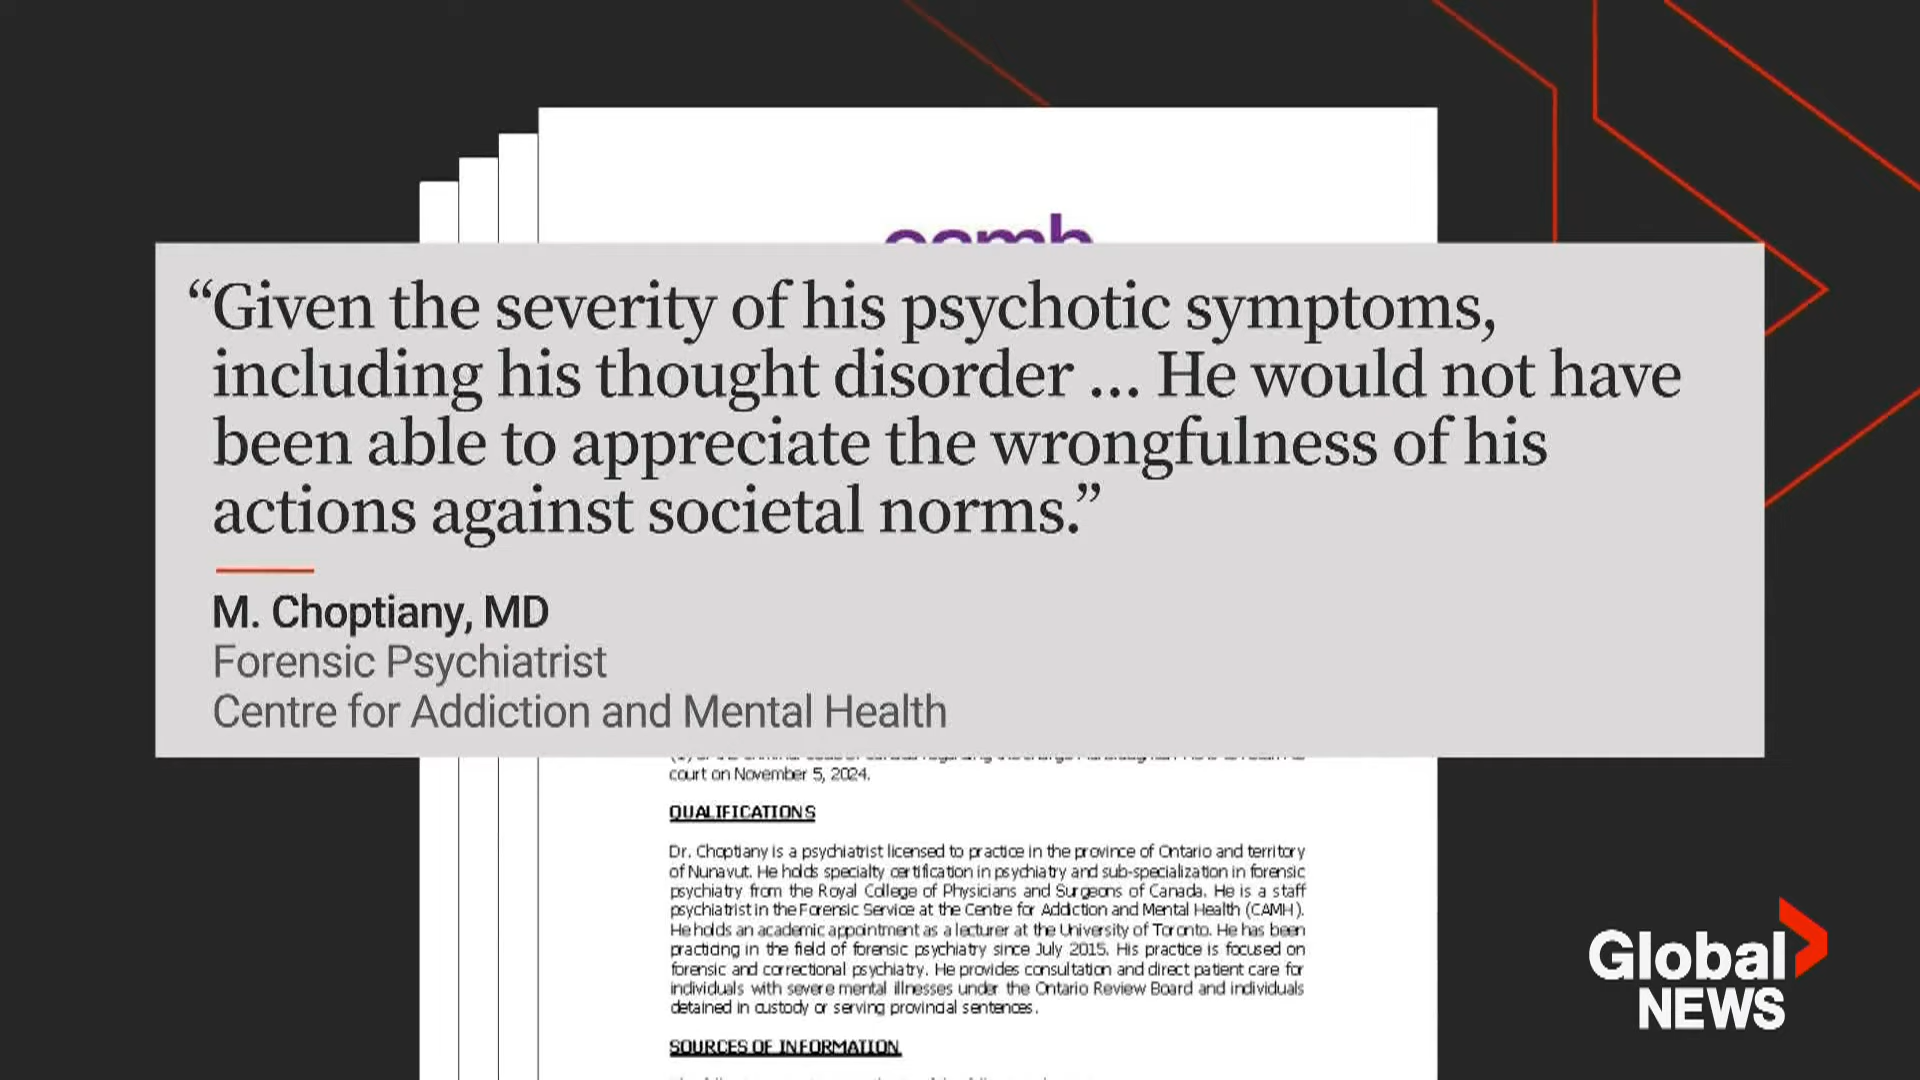 camh
“Given the severity of his psychotic symptoms,
including his thought disorder ... He would not have
been able to appreciate the wrongfulness of his
actions against societal norms.”
M. Choptiany, MD
Forensic Psychiatrist
Centre for Addiction and Mental Health
court on November 5, 2024.
QUALIFICATIONS
Dr. Choptiany is a psychiatrist licensed to practice in the province of Ontario and territory
of Nunavut. He holds specialty certification in psychiatry and sub-specialization in forensic
psychiatry from the Royal College of Physicians and Surgeons of Canada. He is a staff
psychiatrist in the Forensic Service at the Centre for Addiction and Mental Health (CAMH).
He holds an academic appointment as a lecturer at the University of Toronto. He has been
practicing in the field of forensic psychiatry since July 2015. His practice is focused on
forensic and correctional psychiatry. He provides consultation and direct patient care for
individuals with severe mental illnesses under the Ontario Review Board and individuals
detained in custody or serving provincial sentences.
SOURCES OF INFORMATION
Global
NEWS